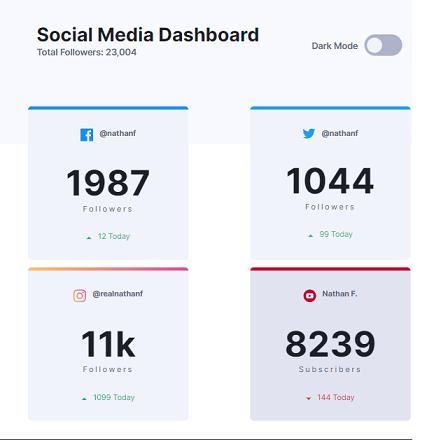 Social Media Dashboard
Total Followers: 23,004
Dark Mode
@nathanf
1987
Followers
12 Today
@nathanf
1044
Followers
99 Today
@realnathanf
11k
Followers
1099 Today
Nathan F.
8239
Subscribers
144 Today